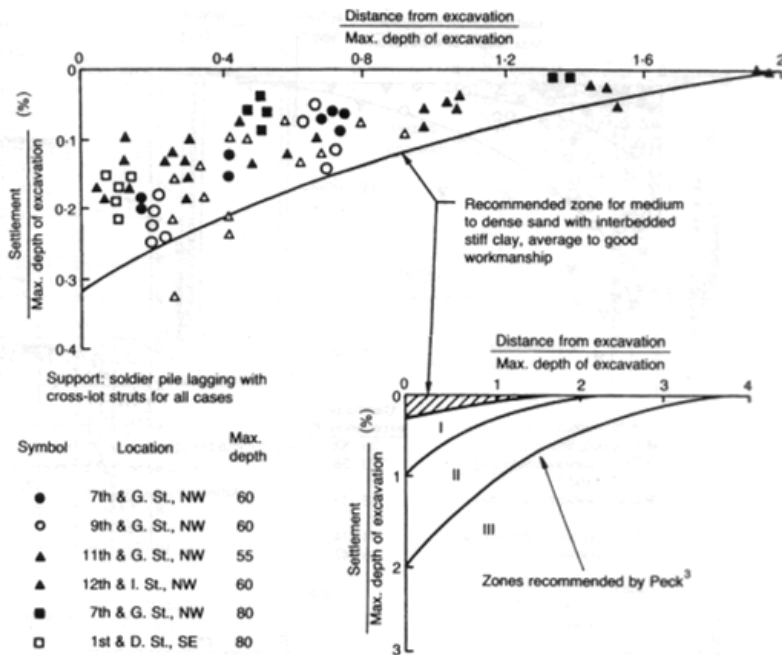 Distance from excavation
Max. depth of excavation
0 0·4 0·8 1·2 1·6 2
0
0·1
0·2
0·3
0·4
Settlement (%)
Max. depth of excavation
Recommended zone for medium
to dense sand with interbedded
stiff clay, average to good
workmanship
Support: soldier pile lagging with
cross-lot struts for all cases
Symbol Location Max.
depth
● 7th & G. St., NW 60
○ 9th & G. St., NW 60
▲ 11th & G. St., NW 55
▲ 12th & I. St., NW 60
■ 7th & G. St., NW 80
□ 1st & D. St., SE 80
Distance from excavation
Max. depth of excavation
0 1 2 3 4
0
1
2
3
Settlement (%)
Max. depth of excavation
I
II
III
Zones recommended by Peck³